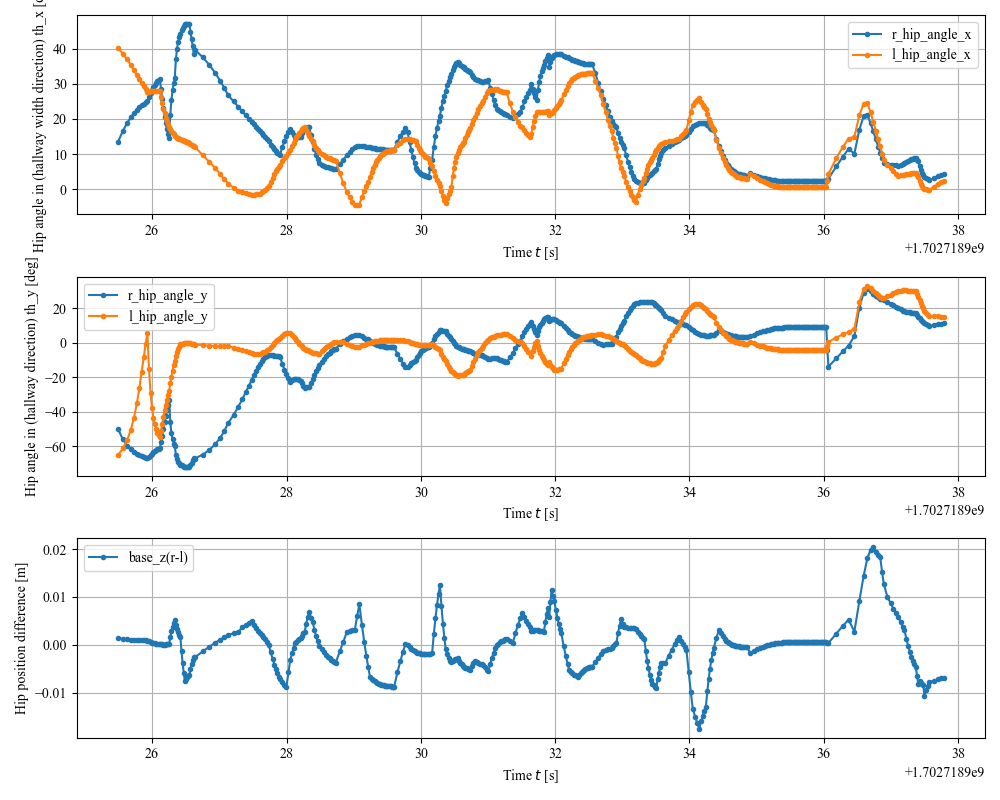 Hip angle in (hallway width direction) th_x
40
30
20
10
0
r_hip_angle_x
l_hip_angle_x
26 28 30 32 34 36 38
Time t [s]
+1.7027189e9
Hip angle in (hallway direction) th_y [deg]
20
0
−20
−40
−60
r_hip_angle_y
l_hip_angle_y
26 28 30 32 34 36 38
Time t [s]
+1.7027189e9
Hip position difference [m]
0.02
0.01
0.00
−0.01
base_z(r-l)
26 28 30 32 34 36 38
Time t [s]
+1.7027189e9